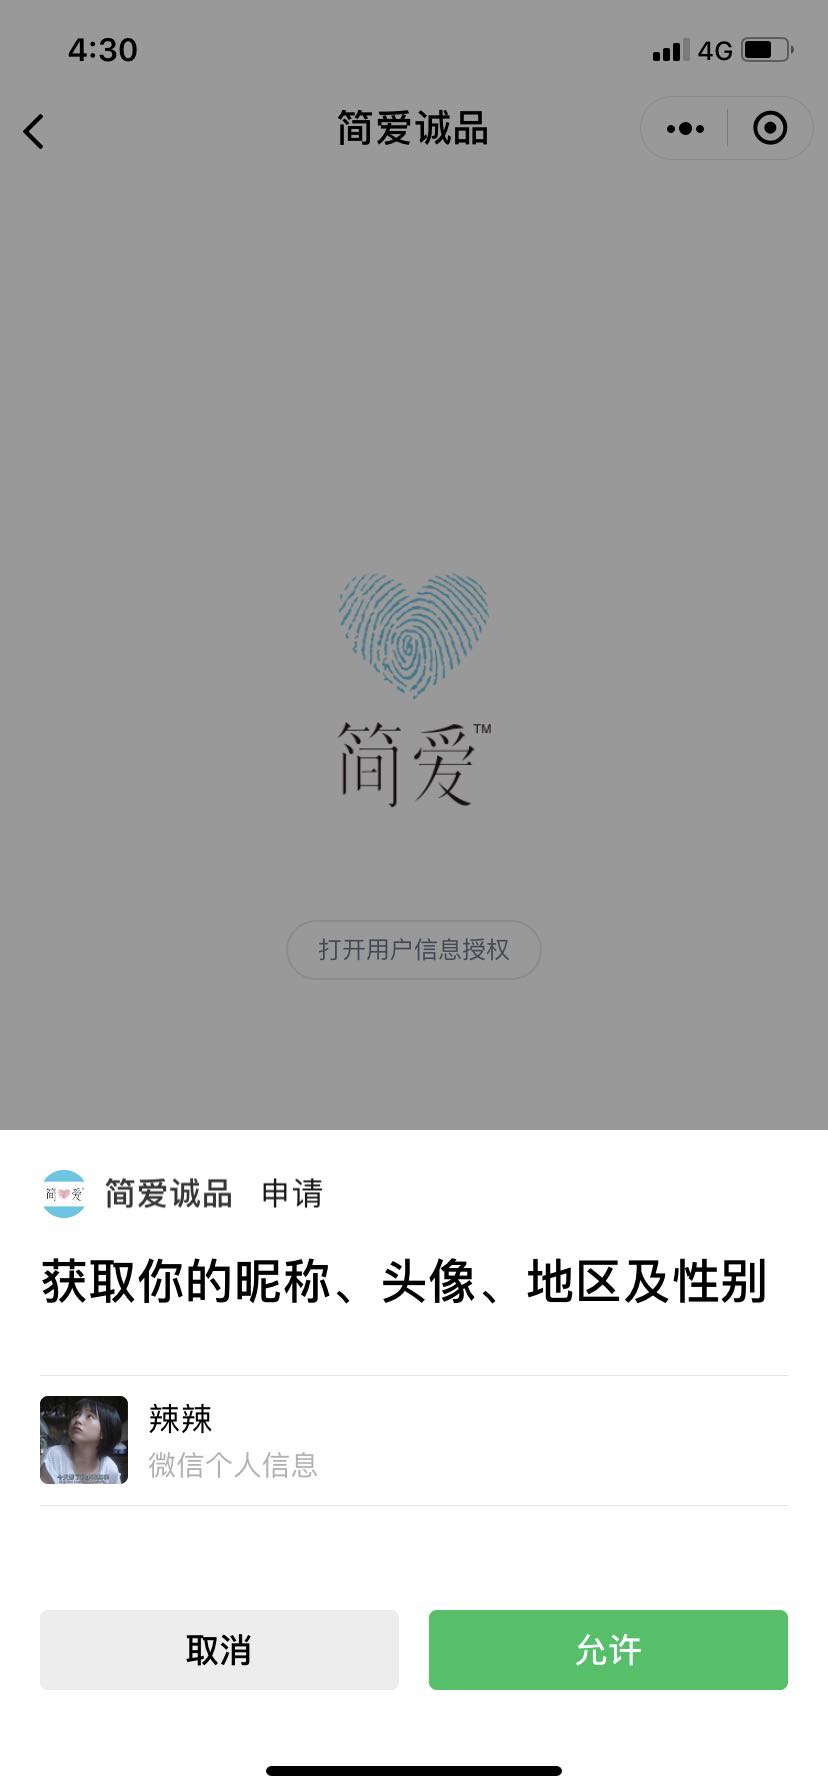 4:30
4G
简爱诚品
简爱™
打开用户信息授权
简爱
简爱诚品 申请
获取你的昵称、头像、地区及性别
辣辣
微信个人信息
取消
允许